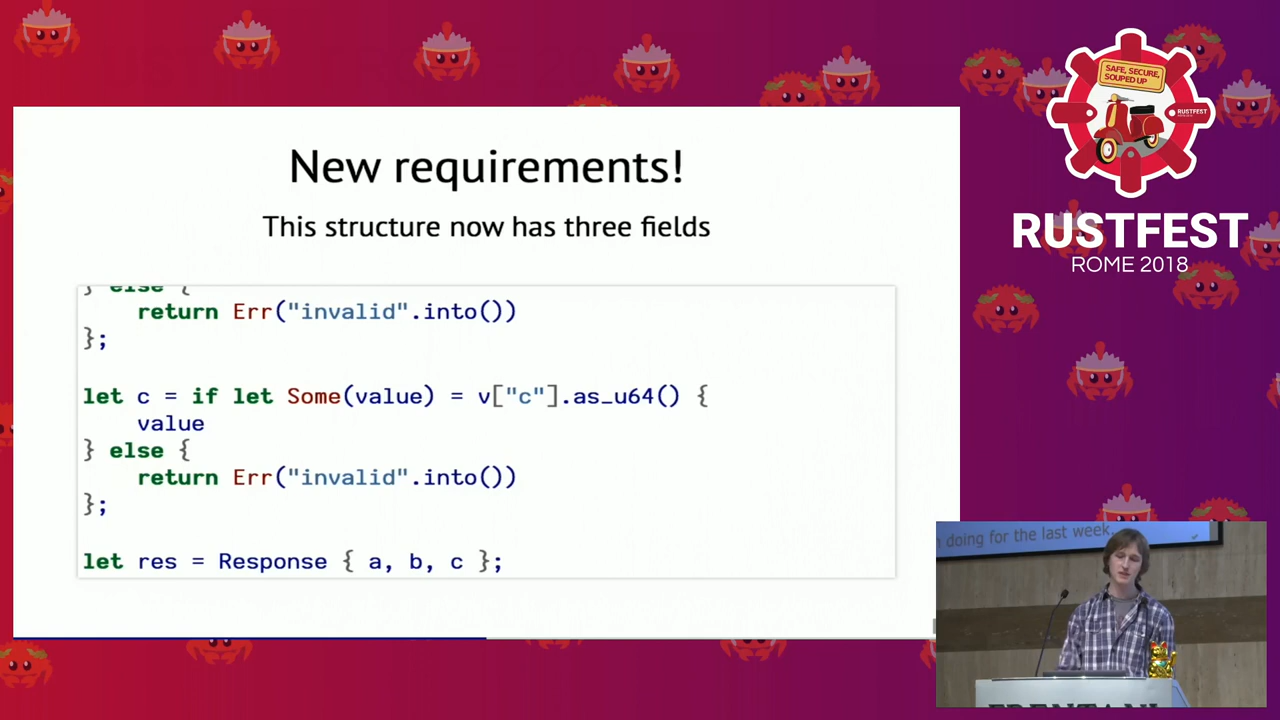 New requirements!
This structure now has three fields
} else {
    return Err("invalid".into())
};
let c = if let Some(value) = v["c"].as_u64() {
    value
} else {
    return Err("invalid".into())
};
let res = Response { a, b, c };
SAFE, SECURE,
SOUPED UP
RUSTFEST
RUSTFEST
ROME 2018
doing for the last week,